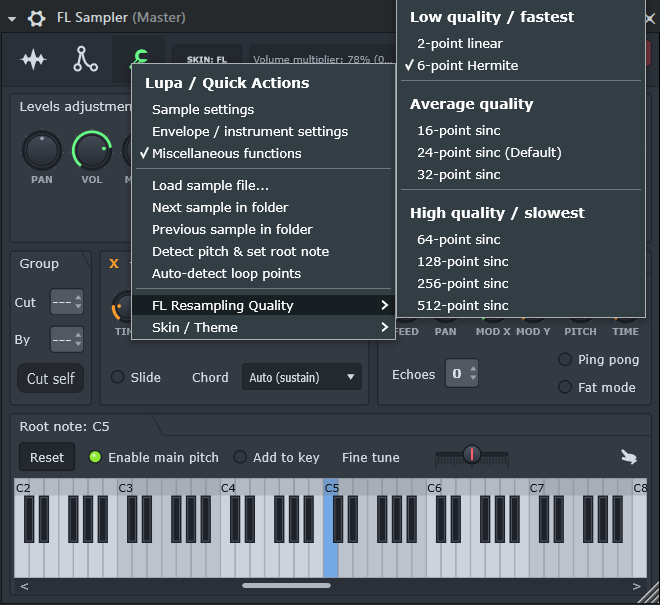 FL Sampler (Master)
SKIN: FL
Volume multiplier: 78% (0...
Low quality / fastest
2-point linear
6-point Hermite
Average quality
16-point sinc
24-point sinc (Default)
32-point sinc
High quality / slowest
64-point sinc
128-point sinc
256-point sinc
512-point sinc
Lupa / Quick Actions
Sample settings
Envelope / instrument settings
Miscellaneous functions
Load sample file...
Next sample in folder
Previous sample in folder
Detect pitch & set root note
Auto-detect loop points
FL Resampling Quality
Skin / Theme
Levels adjustmen
PAN VOL
Group
Cut ---
By ---
Cut self
X
Slide
Chord Auto (sustain)
FEED PAN MOD X MOD Y PITCH TIME
Echoes 0
Ping pong
Fat mode
Root note: C5
Reset Enable main pitch Add to key Fine tune
C2 C3 C4 C5 C6 C7 C8